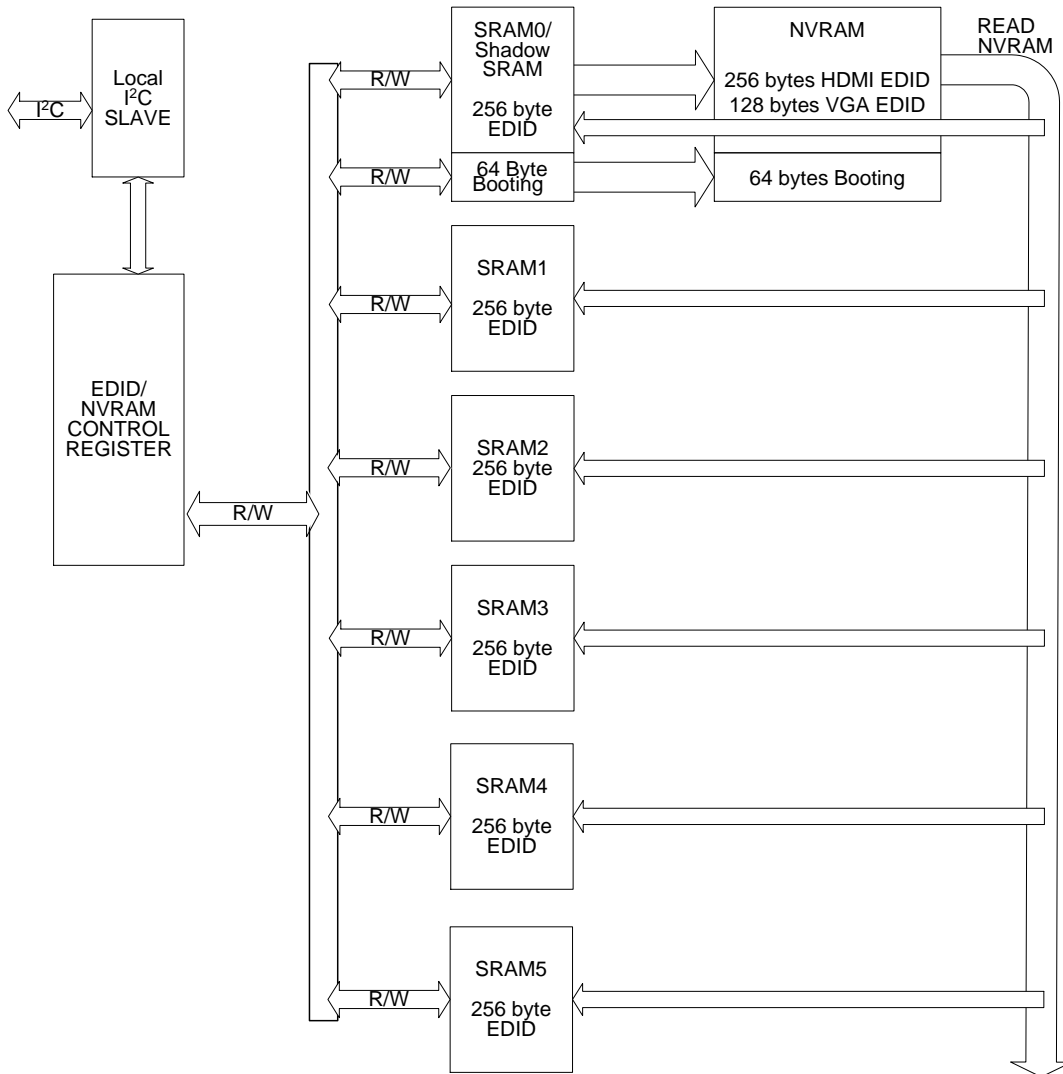 I²C
Local
I²C
SLAVE
EDID/
NVRAM
CONTROL
REGISTER
R/W
R/W
SRAM0/
Shadow
SRAM
256 byte
EDID
NVRAM
256 bytes HDMI EDID
128 bytes VGA EDID
READ
NVRAM
R/W
64 Byte
Booting
64 bytes Booting
R/W
SRAM1
256 byte
EDID
R/W
SRAM2
256 byte
EDID
R/W
SRAM3
256 byte
EDID
R/W
SRAM4
256 byte
EDID
R/W
SRAM5
256 byte
EDID